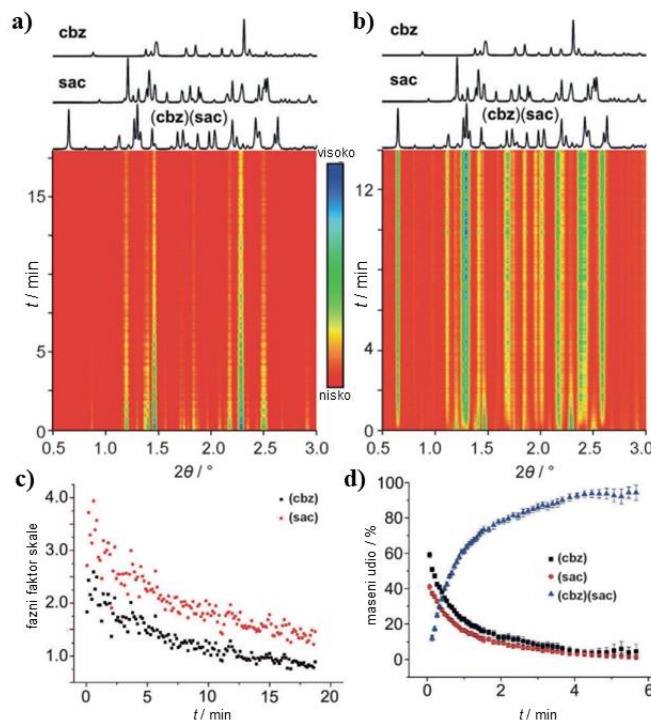 a)
cbz
sac
(cbz)(sac)
visoko
nisko
15
5
0
t / min
0.5 1.0 1.5 2.0 2.5 3.0
2θ / °
b)
cbz
sac
(cbz)(sac)
12
8
4
0
t / min
0.5 1.0 1.5 2.0 2.5 3.0
2θ / °
c)
(cbz)
(sac)
4.0
3.0
2.0
1.0
fazni faktor skale
0 5 10 15 20
t / min
d)
(cbz)
(sac)
(cbz)(sac)
100
80
60
40
20
0
maseni udio / %
0 2 4 6
t / min